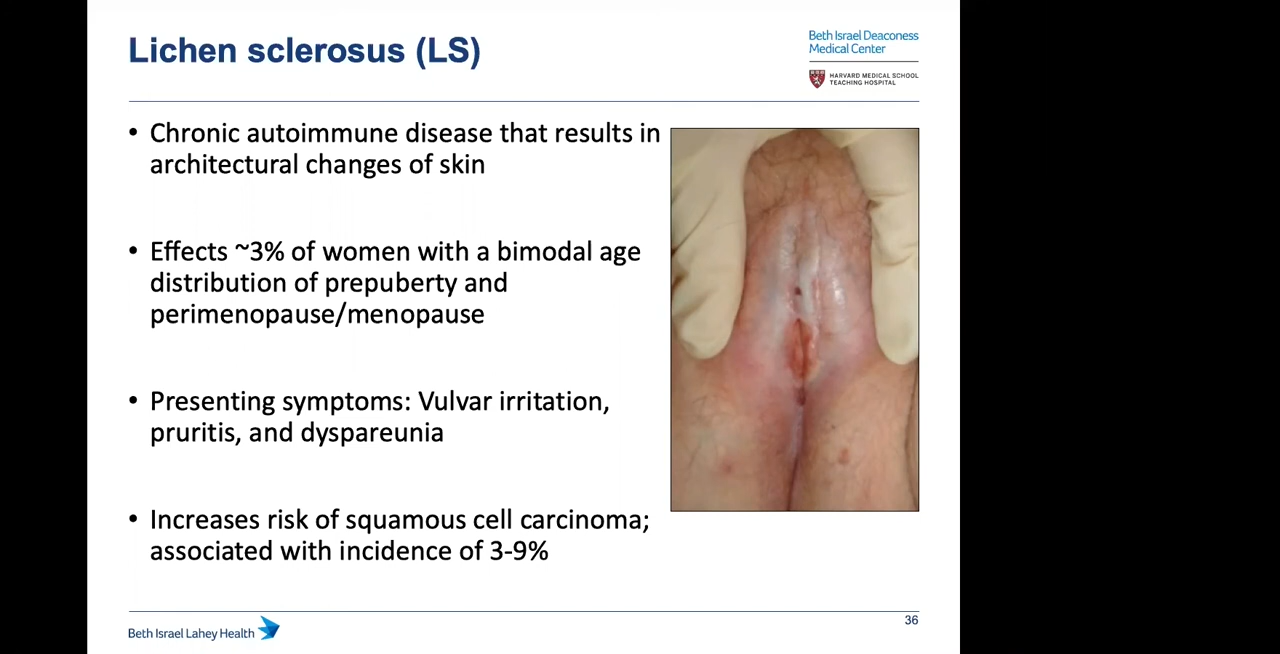 Lichen sclerosus (LS)
Beth Israel Deaconess
Medical Center
HARVARD MEDICAL SCHOOL
TEACHING HOSPITAL
• Chronic autoimmune disease that results in
architectural changes of skin
• Effects ~3% of women with a bimodal age
distribution of prepuberty and
perimenopause/menopause
• Presenting symptoms: Vulvar irritation,
pruritis, and dyspareunia
• Increases risk of squamous cell carcinoma;
associated with incidence of 3-9%
Beth Israel Lahey Health
36